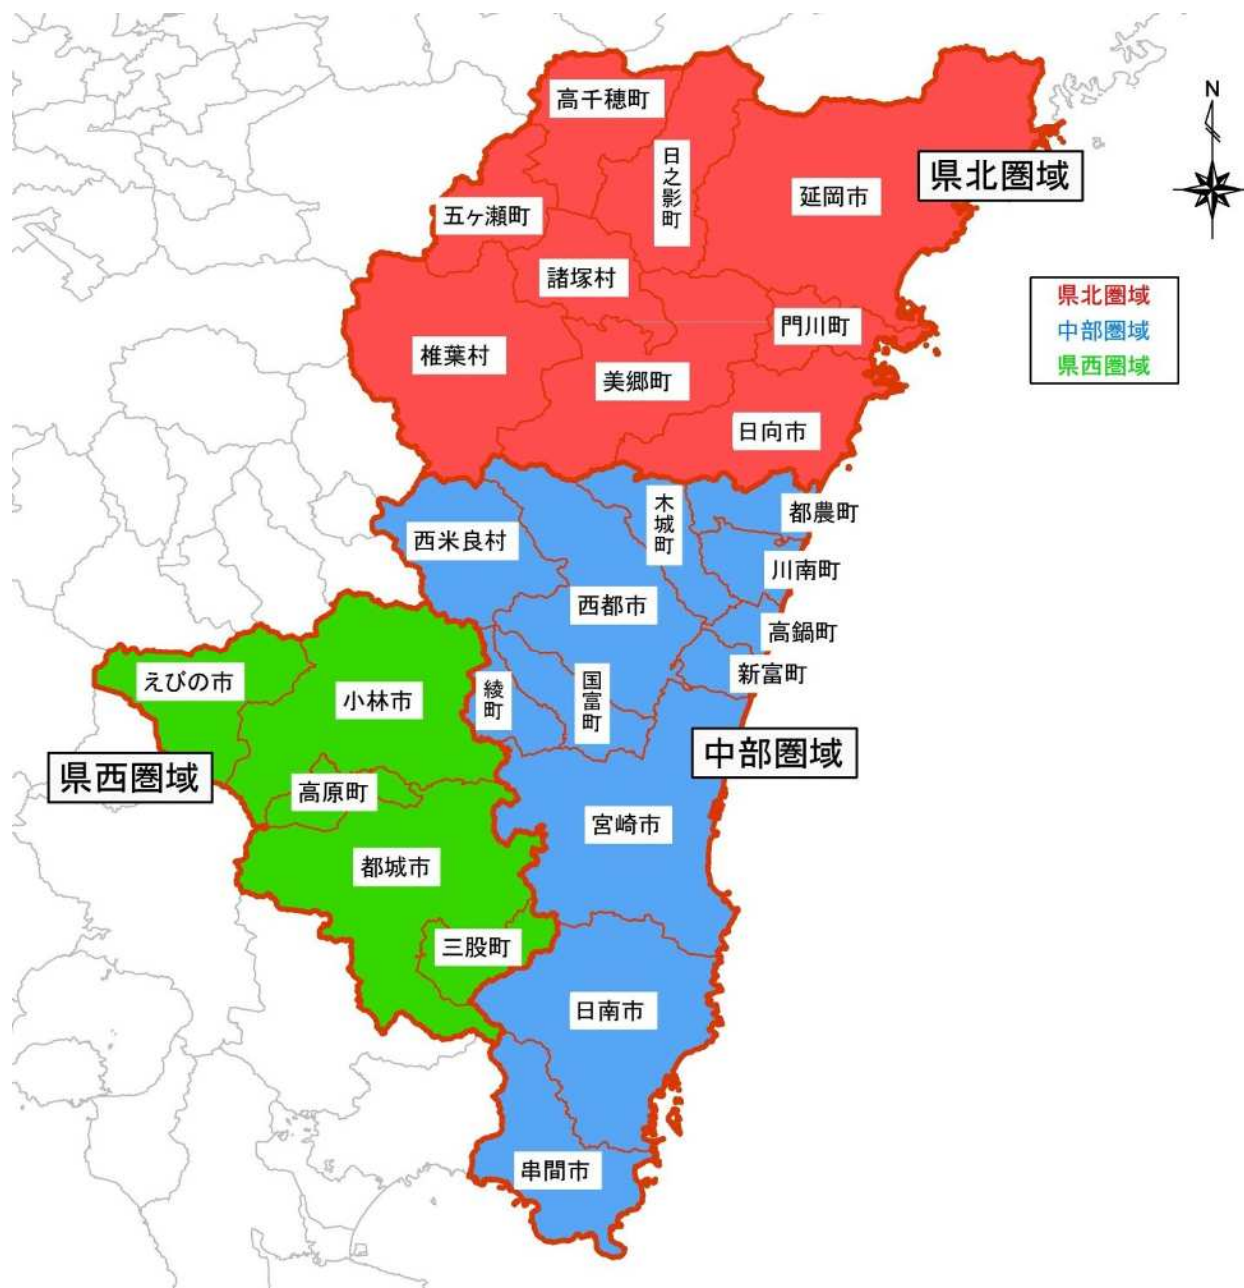 N
高千穂町
日之影町
延岡市
県北圏域
五ヶ瀬町
諸塚村
門川町
椎葉村
美郷町
日向市
県北圏域
中部圏域
県西圏域
西米良村
木城町
都農町
川南町
西都市
高鍋町
新富町
綾町
国富町
えびの市
小林市
中部圏域
県西圏域
高原町
宮崎市
都城市
三股町
日南市
串間市